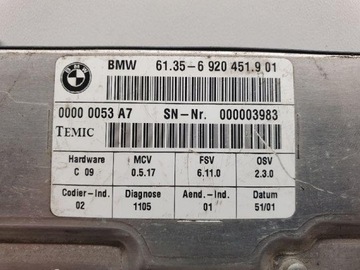 BMW 61.35-6 920 451.9 01
0000 0053 A7 SN-Nr. 000003983
TEMIC
Hardware MCV FSV OSV
C 09 0.5.17 6.11.0 2.3.0
Codier-Ind. Diagnose Aend.-Ind. Datum
02 1105 01 51/01